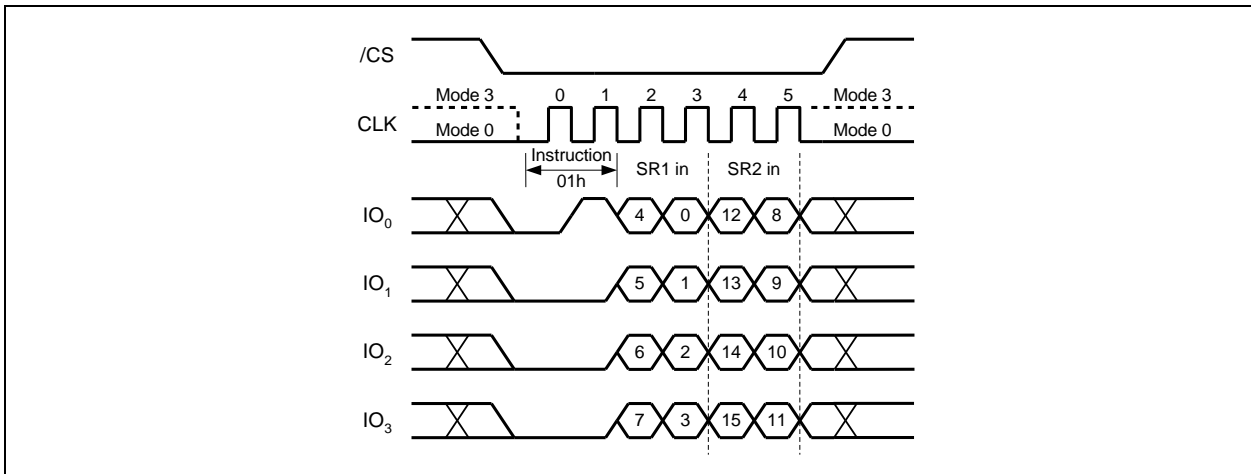 /CS
Mode 3 0 1 2 3 4 5 Mode 3
CLK
Mode 0 Mode 0
Instruction SR1 in SR2 in
01h
IO0 4 0 12 8
IO1 5 1 13 9
IO2 6 2 14 10
IO3 7 3 15 11